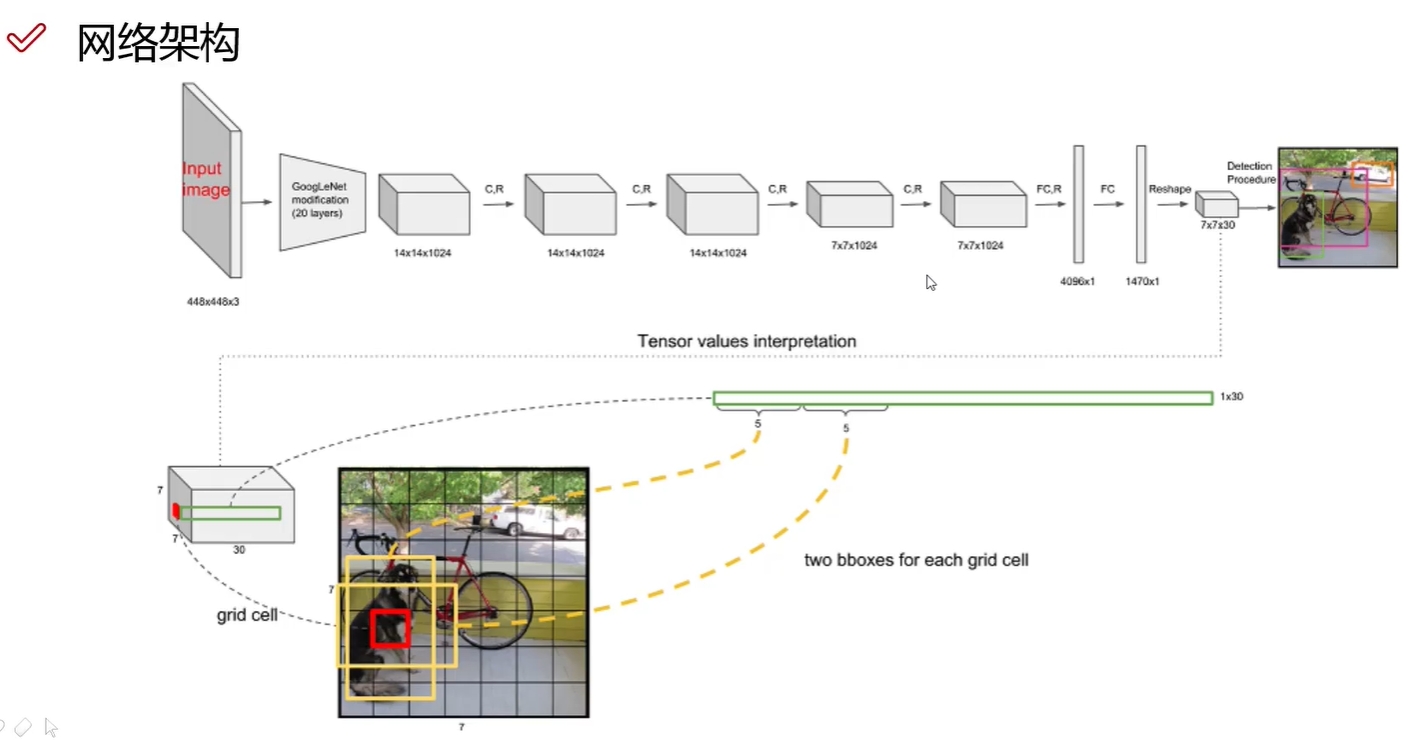 网络架构
Input
image
448x448x3
GoogLeNet
modification
(20 layers)
14x14x1024
C,R
14x14x1024
C,R
14x14x1024
C,R
7x7x1024
C,R
7x7x1024
FC,R
4096x1
FC
1470x1
Reshape
7x7x30
Detection
Procedure
Tensor values interpretation
1x30
5
5
7
7
30
grid cell
7
7
two bboxes for each grid cell